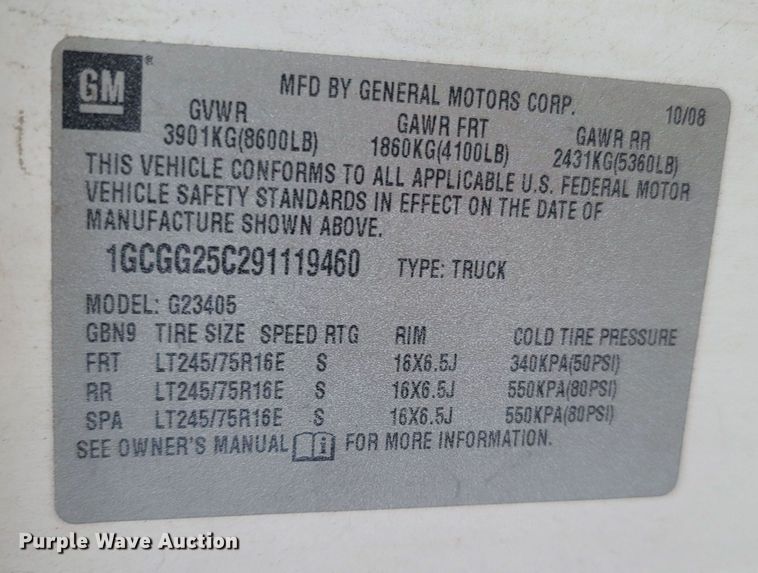 GM®
MFD BY GENERAL MOTORS CORP. 10/08
GVWR GAWR FRT GAWR RR
3901KG(8600LB) 1860KG(4100LB) 2431KG(5360LB)
THIS VEHICLE CONFORMS TO ALL APPLICABLE U.S. FEDERAL MOTOR
VEHICLE SAFETY STANDARDS IN EFFECT ON THE DATE OF
MANUFACTURE SHOWN ABOVE.
1GCGG25C291119460 TYPE: TRUCK
MODEL: G23405
GBN9 TIRE SIZE SPEED RTG RIM COLD TIRE PRESSURE
FRT LT245/75R16E S 16X6.5J 340KPA(50PSI)
RR LT245/75R16E S 16X6.5J 550KPA(80PSI)
SPA LT245/75R16E S 16X6.5J 550KPA(80PSI)
SEE OWNER'S MANUAL i FOR MORE INFORMATION.
Purple Wave Auction